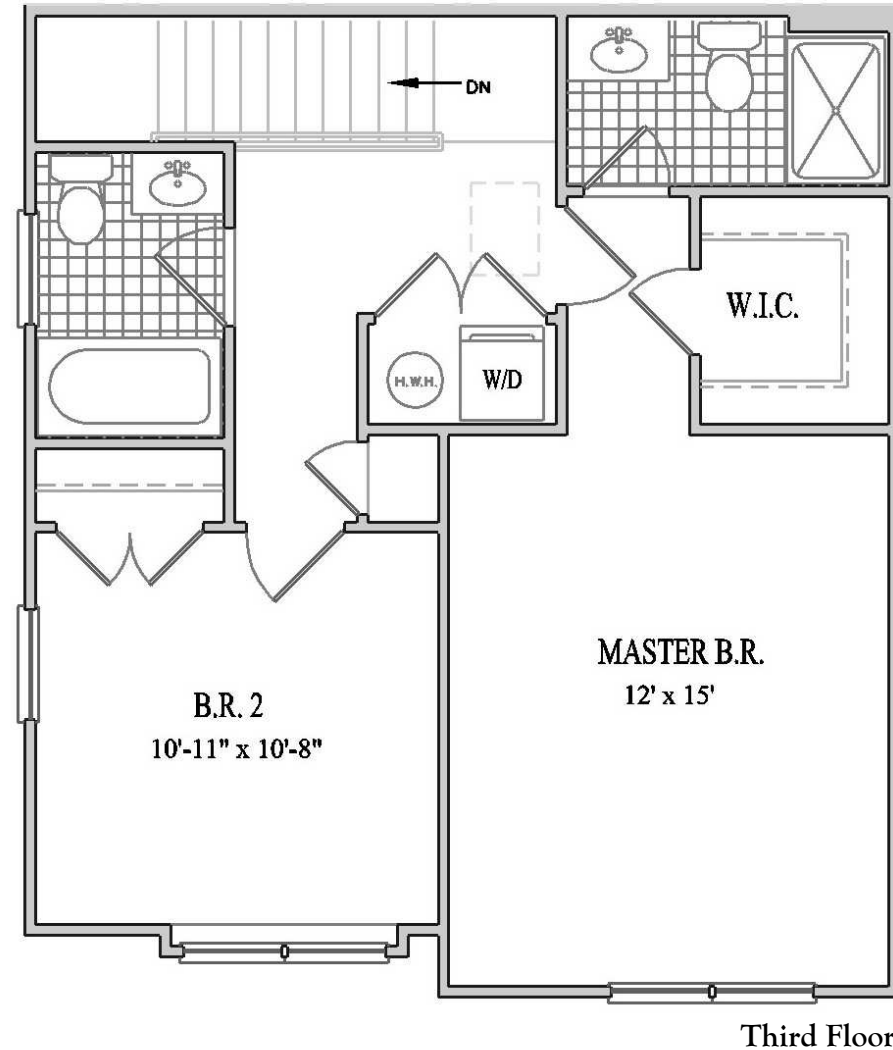 DN
W.I.C.
H.W.H.
W/D
MASTER B.R.
12' x 15'
B.R. 2
10'-11" x 10'-8"
Third Floor